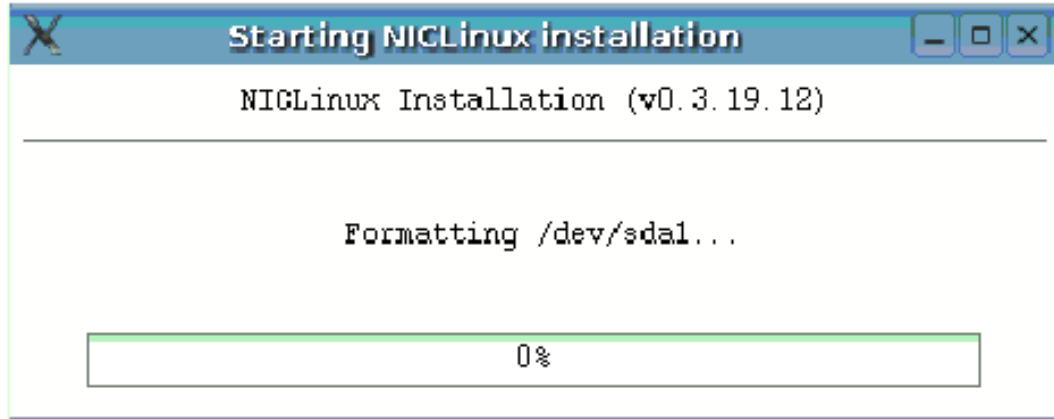 Starting NICLinux installation
NICLinux Installation (v0.3.19.12)
Formatting /dev/sda1...
0%